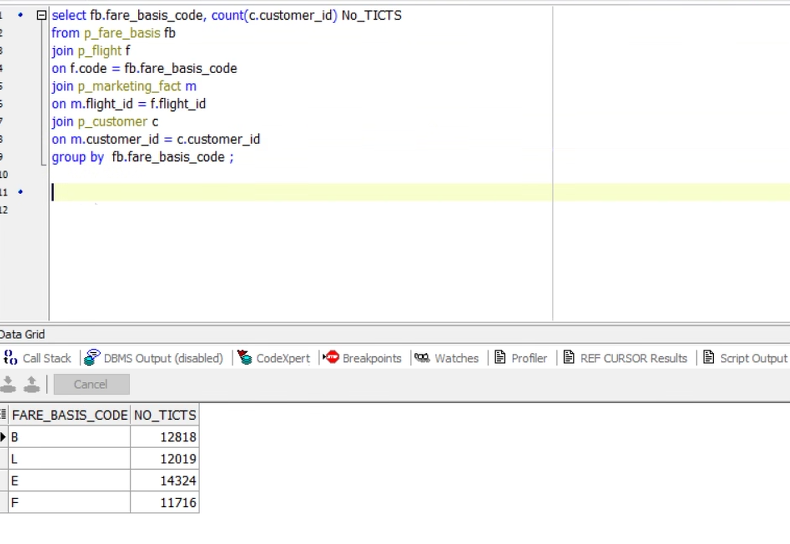 1 select fb.fare_basis_code, count(c.customer_id) No_TICTS
2 from p_fare_basis fb
3 join p_flight f
4 on f.code = fb.fare_basis_code
5 join p_marketing_fact m
6 on m.flight_id = f.flight_id
7 join p_customer c
8 on m.customer_id = c.customer_id
9 group by fb.fare_basis_code ;
10
11
12
Data Grid
Call Stack DBMS Output (disabled) CodeXpert Breakpoints Watches Profiler REF CURSOR Results Script Output
Cancel
FARE_BASIS_CODE NO_TICTS
B 12818
L 12019
E 14324
F 11716